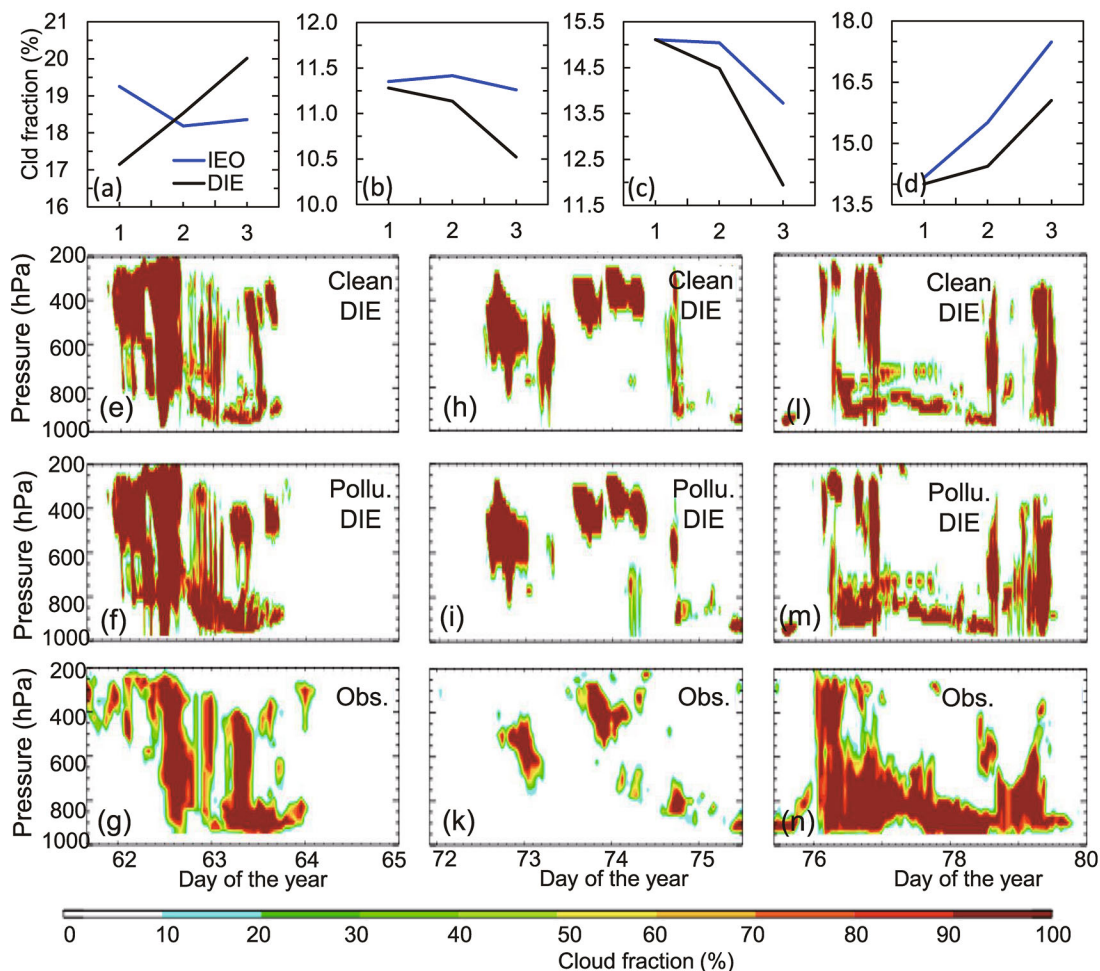 Cld fraction (%)
21
20
19
18
17
16
IEO
DIE
(a)
1 2 3
12.0
11.5
11.0
10.5
10.0
(b)
1 2 3
15.5
14.5
13.5
12.5
11.5
(c)
1 2 3
18.0
16.5
15.0
13.5
(d)
1 2 3
Pressure (hPa)
200
400
600
800
1000
Clean
DIE
(e)
Clean
DIE
(h)
Clean
DIE
(l)
Pressure (hPa)
200
400
600
800
1000
Pollu.
DIE
(f)
Pollu.
DIE
(i)
Pollu.
DIE
(m)
Pressure (hPa)
200
400
600
800
1000
Obs.
(g)
Obs.
(k)
Obs.
(n)
62 63 64 65
Day of the year
72 73 74 75
Day of the year
76 78 80
Day of the year
0 10 20 30 40 50 60 70 80 90 100
Cloud fraction (%)